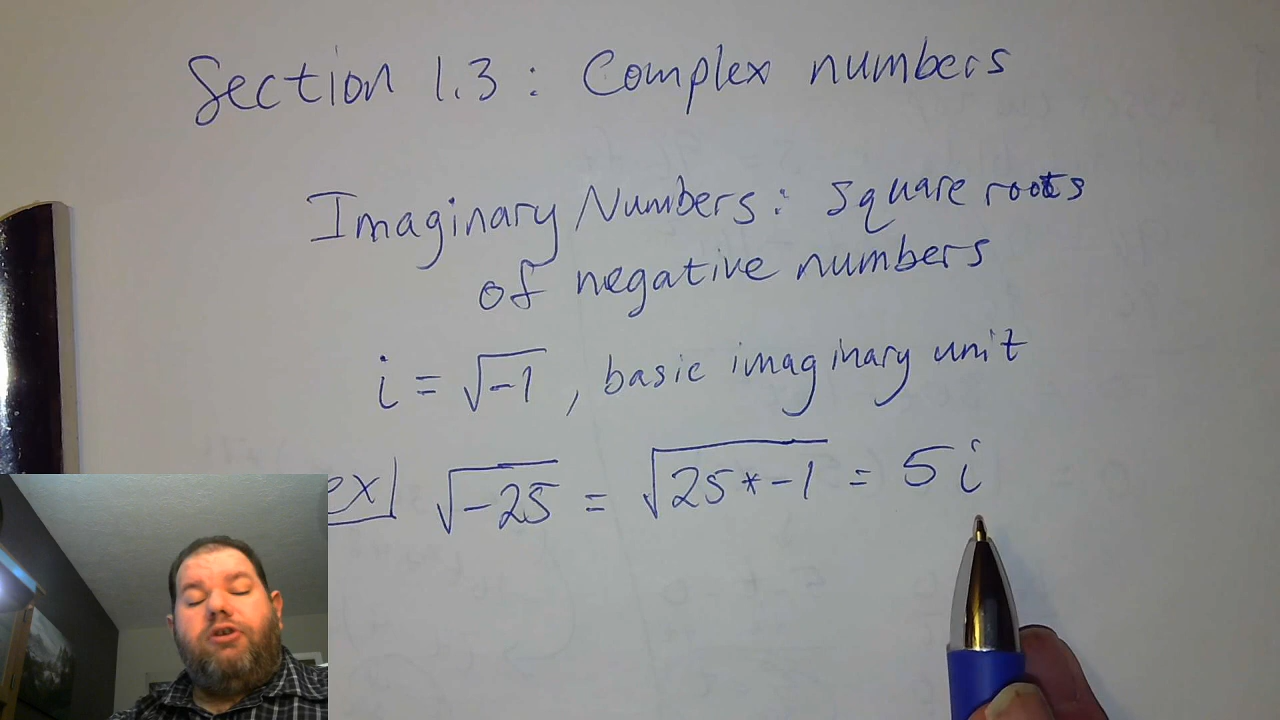 Section 1.3 : Complex numbers
Imaginary Numbers: square roots
of negative numbers
i = √-1 , basic imaginary unit
ex| √-25 = √25*-1 = 5i